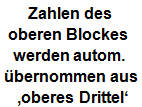 Zahlen des
oberen Blockes
werden autom.
übernommen aus
‚oberes Drittel‘